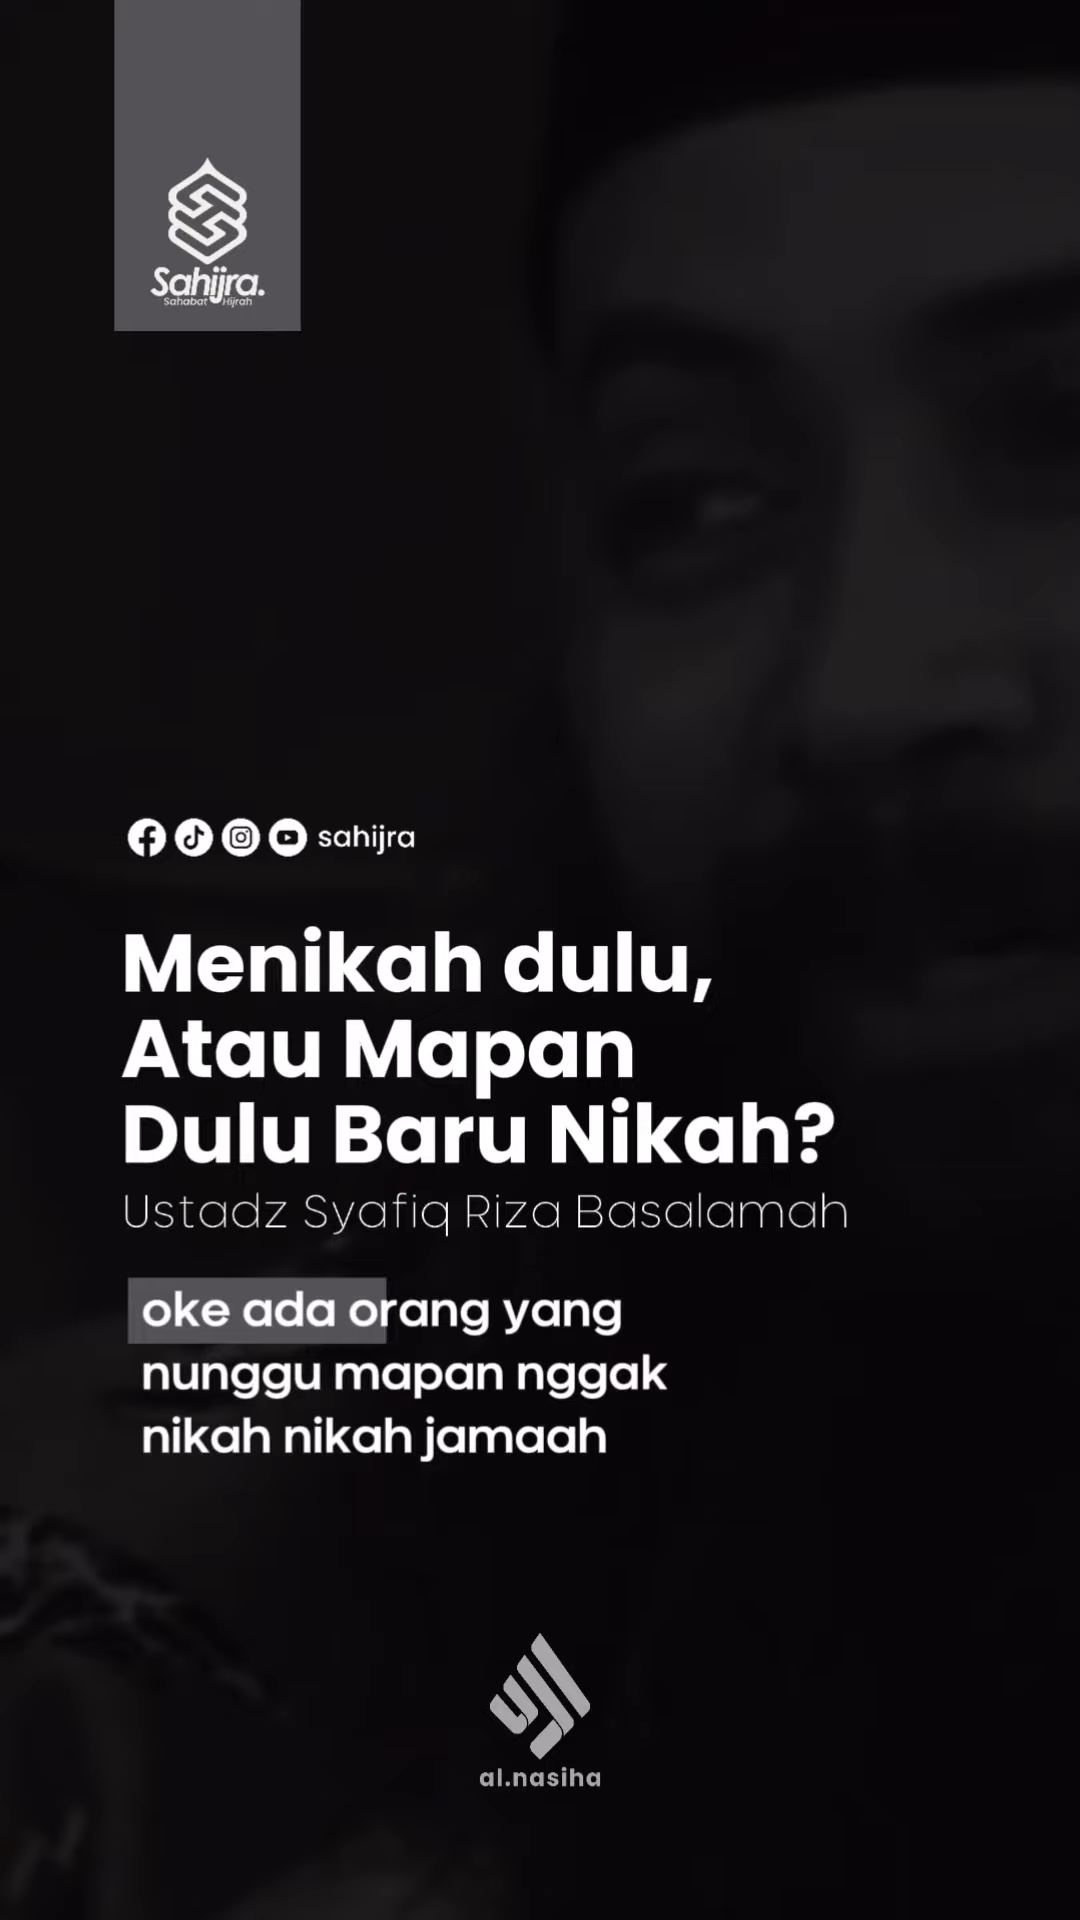 Sahijra.
Sahabat Hijrah
sahijra
Menikah dulu,
Atau Mapan
Dulu Baru Nikah?
Ustadz Syafiq Riza Basalamah
oke ada orang yang
nunggu mapan nggak
nikah nikah jamaah
al.nasiha